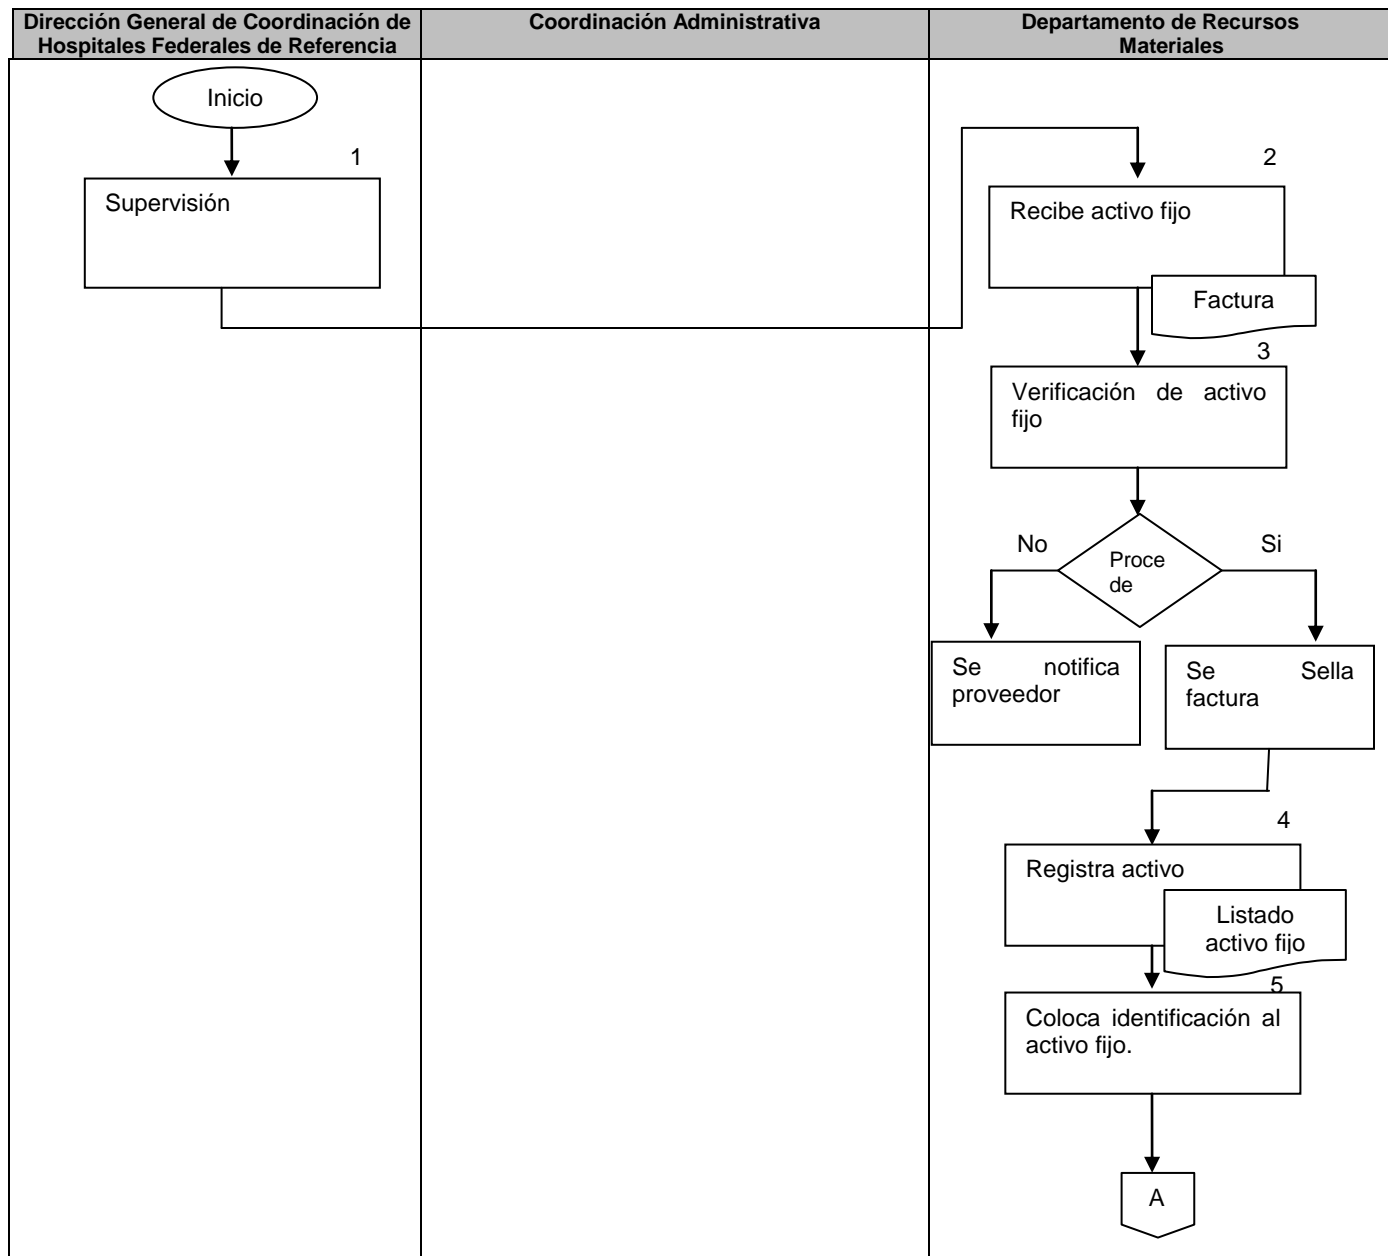 Dirección General de Coordinación de
Hospitales Federales de Referencia
Coordinación Administrativa
Departamento de Recursos
Materiales
Inicio
1
Supervisión
2
Recibe activo fijo
Factura
3
Verificación de activo
fijo
No
Si
Proce
de
Se notifica
proveedor
Se Sella
factura
4
Registra activo
Listado
activo fijo
5
Coloca identificación al
activo fijo.
A